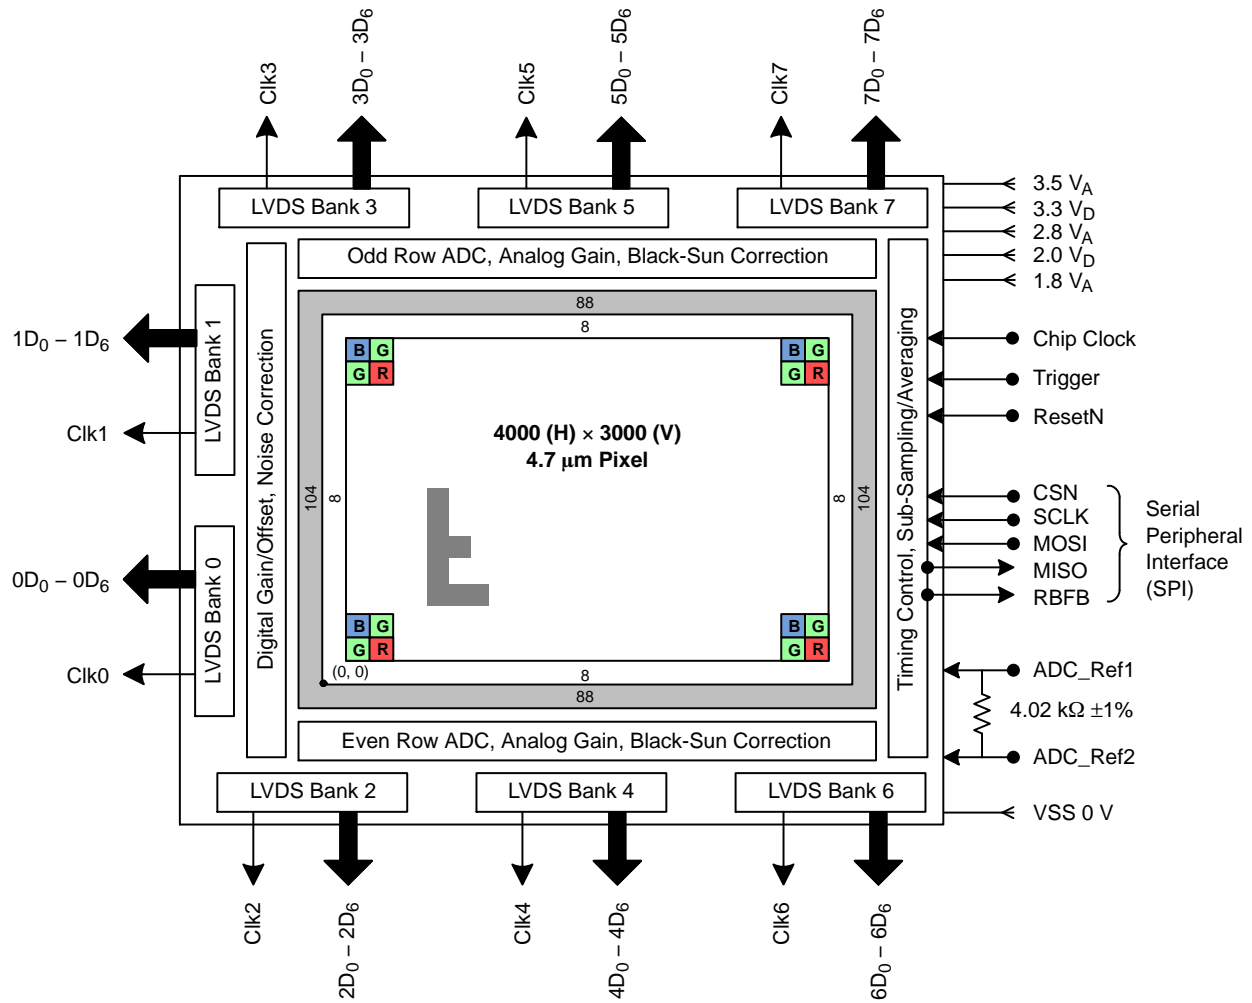 Clk3
3D0 – 3D6
Clk5
5D0 – 5D6
Clk7
7D0 – 7D6
LVDS Bank 3
LVDS Bank 5
LVDS Bank 7
3.5 VA
3.3 VD
2.8 VA
2.0 VD
1.8 VA
Odd Row ADC, Analog Gain, Black-Sun Correction
88
8
1D0 – 1D6
LVDS Bank 1
Clk1
Digital Gain/Offset, Noise Correction
104
8
B G
G R
B G
G R
4000 (H) × 3000 (V)
4.7 μm Pixel
8
104
Timing Control, Sub-Sampling/Averaging
Chip Clock
Trigger
ResetN
CSN
SCLK
MOSI
MISO
RBFB
Serial
Peripheral
Interface
(SPI)
0D0 – 0D6
LVDS Bank 0
Clk0
B G
G R
B G
G R
(0, 0)
8
88
ADC_Ref1
4.02 kΩ ±1%
ADC_Ref2
Even Row ADC, Analog Gain, Black-Sun Correction
LVDS Bank 2
LVDS Bank 4
LVDS Bank 6
VSS 0 V
Clk2
2D0 – 2D6
Clk4
4D0 – 4D6
Clk6
6D0 – 6D6